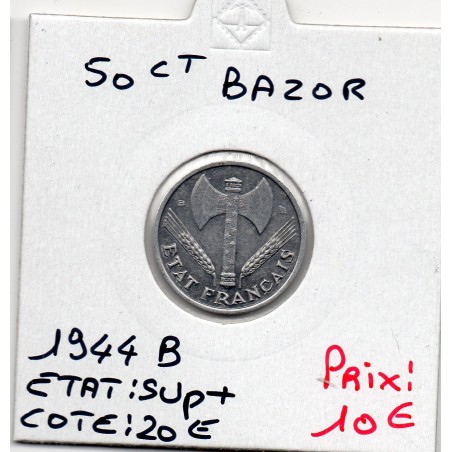 50 CT BAZOR
B
ETAT FRANCAIS
1944 B
ETAT: SUP+
COTE: 20€
Prix:
10€